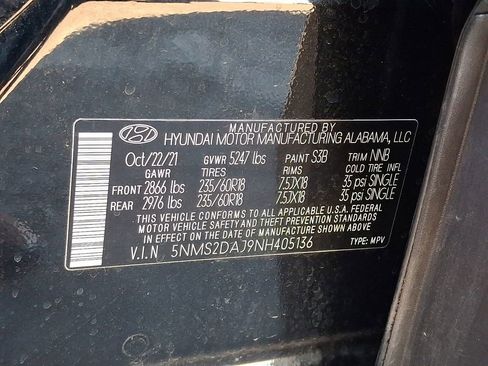 MANUFACTURED BY
HYUNDAI MOTOR MANUFACTURING ALABAMA, LLC
Oct/22/21 GVWR 5247 lbs PAINT S3B TRIM NNB
GAWR TIRES RIMS COLD TIRE INFL
FRONT 2866 lbs 235/60R18 7.5JX18 35 psi SINGLE
REAR 2976 lbs 235/60R18 7.5JX18 35 psi SINGLE
THIS VEHICLE CONFORMS TO ALL APPLICABLE U.S.A. FEDERAL
MOTOR VEHICLE SAFETY AND THEFT PREVENTION STANDARDS
IN EFFECT ON THE DATE OF MANUFACTURE SHOWN ABOVE
V.I.N 5NMS2DAJ9NH405136 TYPE: MPV